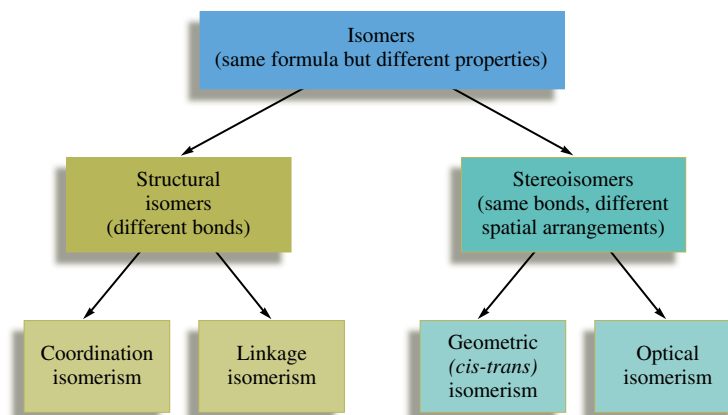 Isomers
(same formula but different properties)
Structural
isomers
(different bonds)
Stereoisomers
(same bonds, different
spatial arrangements)
Coordination
isomerism
Linkage
isomerism
Geometric
(cis-trans)
isomerism
Optical
isomerism